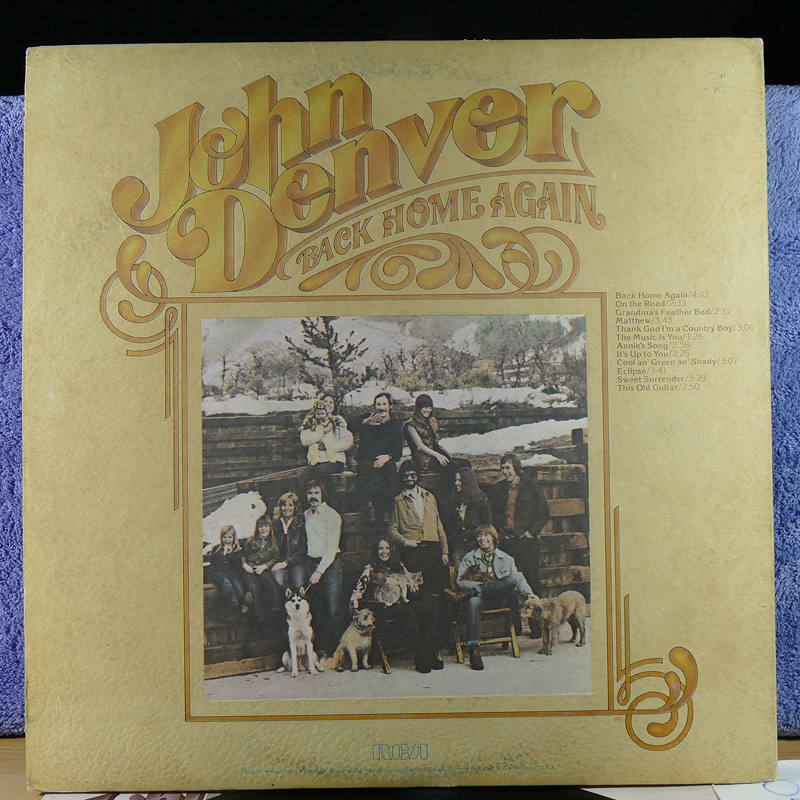 John
Denver
BACK HOME AGAIN
Back Home Again/4:42
On the Road/2:33
Grandma's Feather Bed/2:15
Matthew/3:43
Thank God I'm a Country Boy/3:06
The Music Is You/1:26
Annie's Song/2:58
It's Up to You/2:26
Cool an' Green an' Shady/3:07
Eclipse/3:41
Sweet Surrender/5:29
This Old Guitar/2:50
RCA